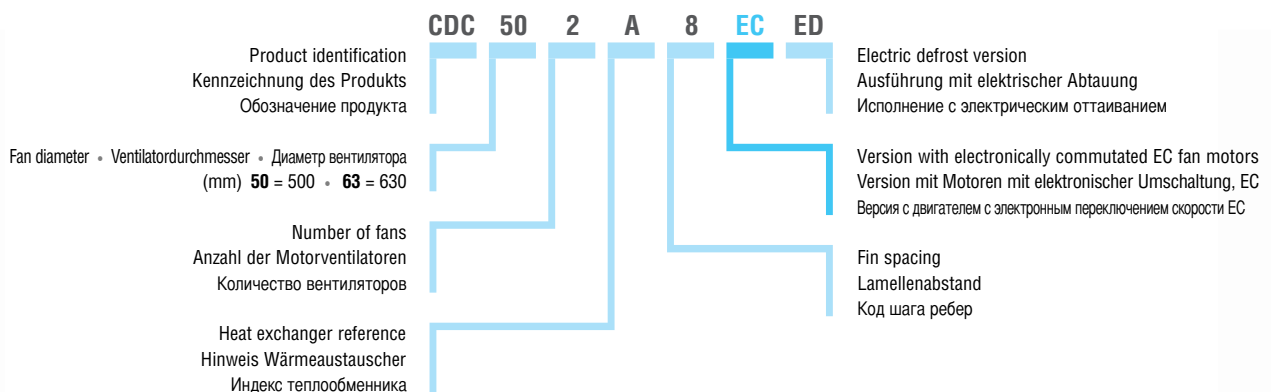 CDC 50 2 A 8 EC ED
Product identification
Kennzeichnung des Produkts
Обозначение продукта
Fan diameter • Ventilatordurchmesser • Диаметр вентилятора
(mm) 50 = 500 • 63 = 630
Number of fans
Anzahl der Motorventilatoren
Количество вентиляторов
Heat exchanger reference
Hinweis Wärmeaustauscher
Индекс теплообменника
Electric defrost version
Ausführung mit elektrischer Abtauung
Исполнение с электрическим оттаиванием
Version with electronically commutated EC fan motors
Version mit Motoren mit elektronischer Umschaltung, EC
Версия с двигателем с электронным переключением скорости ЕС
Fin spacing
Lamellenabstand
Код шага ребер